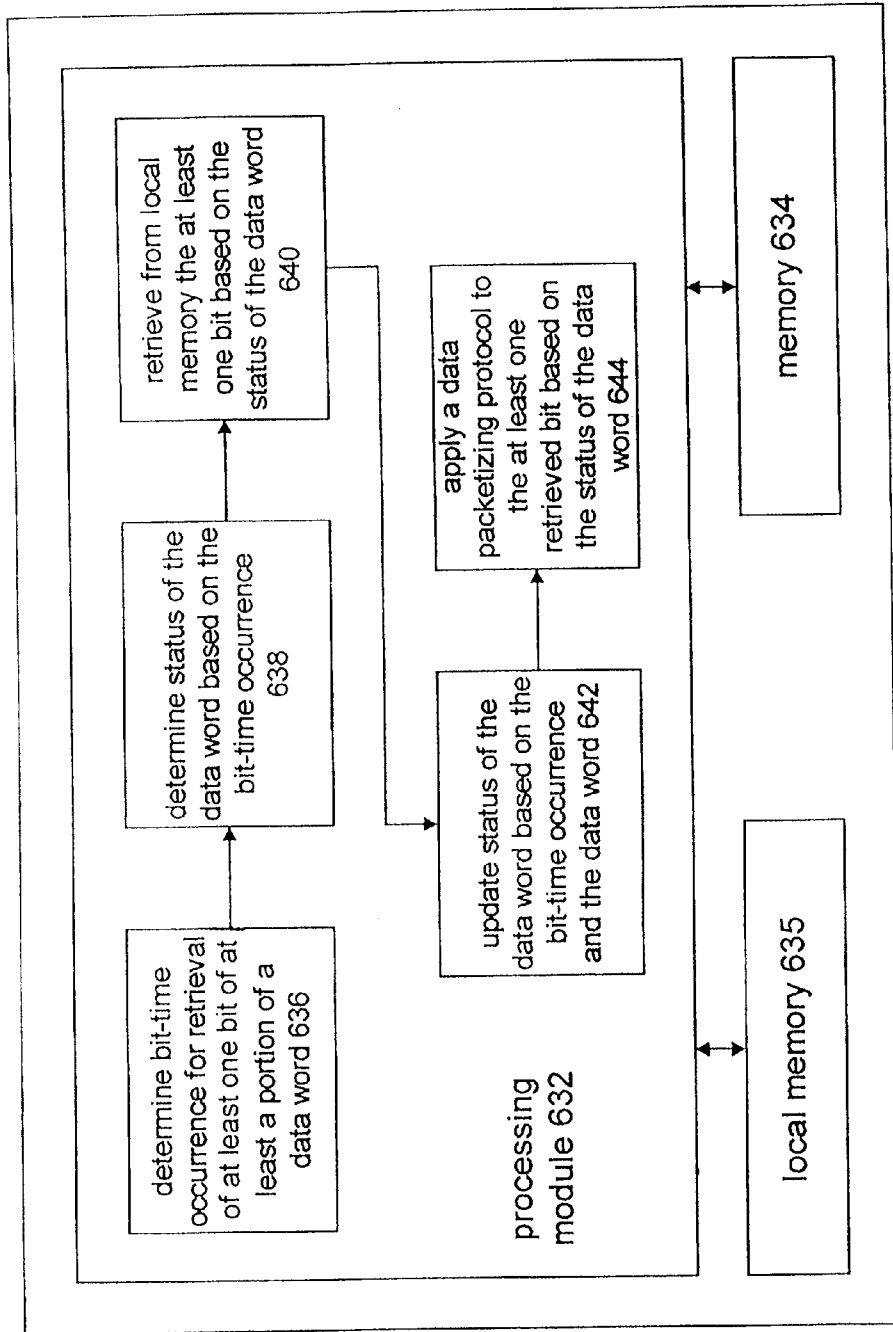 determine bit-time
occurrence for retrieval
of at least one bit of at
least a portion of a
data word 636
determine status of the
data word based on the
bit-time occurrence
638
retrieve from local
memory the at least
one bit based on the
status of the data word
640
update status of the
data word based on the
bit-time occurrence
and the data word 642
apply a data
packetizing protocol to
the at least one
retrieved bit based on
the status of the data
word 644
processing
module 632
local memory 635
memory 634